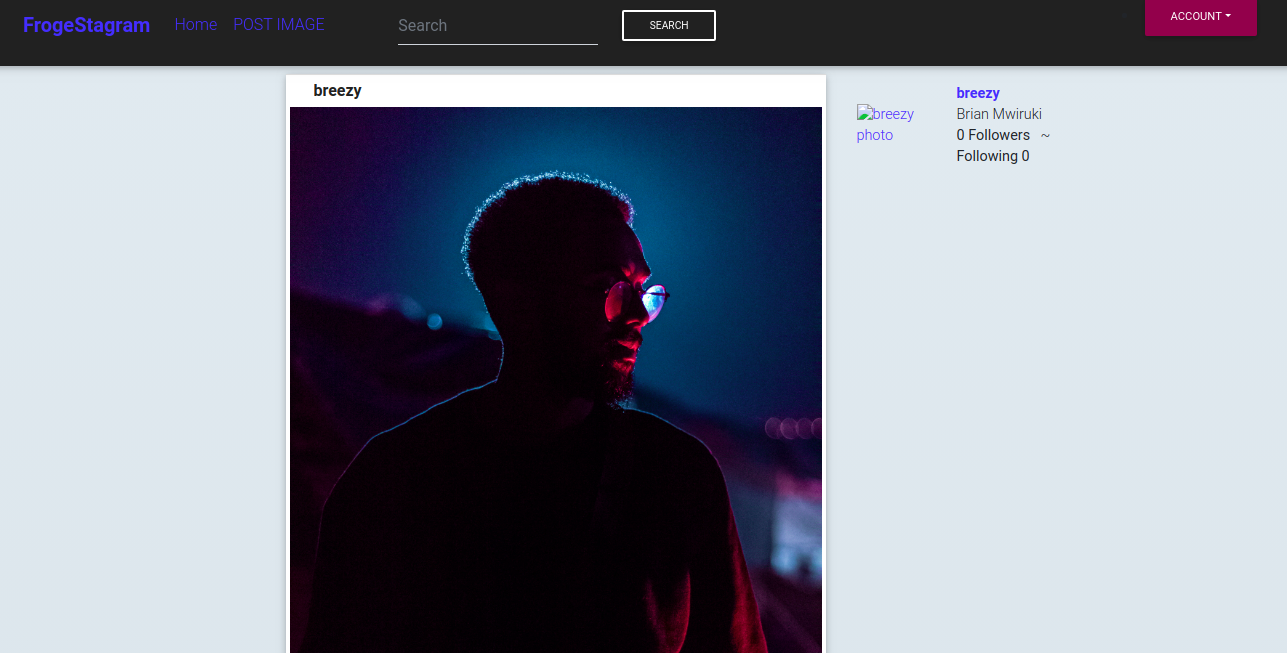 FrogeStagram Home POST IMAGE Search SEARCH ACCOUNT
breezy
breezy
Brian Mwiruki
breezy photo
0 Followers ~
Following 0